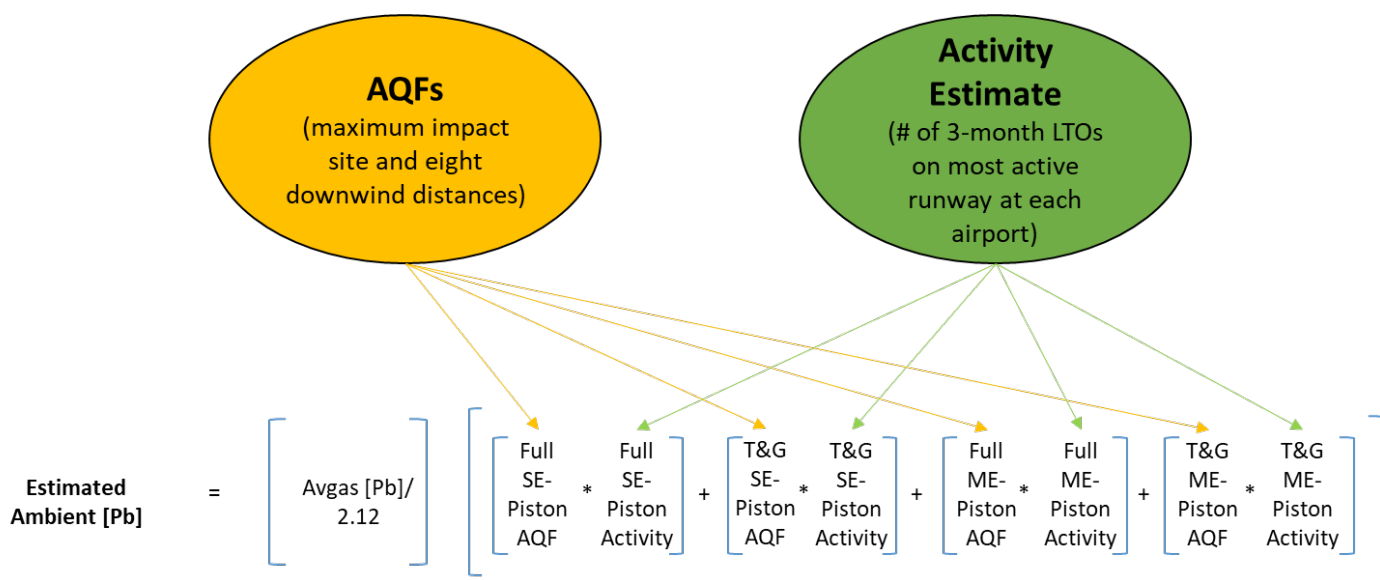 AQFs
(maximum impact
site and eight
downwind distances)
Activity
Estimate
(# of 3-month LTOs
on most active
runway at each
airport)
Estimated
Ambient [Pb]
=
Avgas [Pb]/
2.12
Full
SE-
Piston
AQF
*
Full
SE-
Piston
Activity
+
T&G
SE-
Piston
AQF
*
T&G
SE-
Piston
Activity
+
Full
ME-
Piston
AQF
*
Full
ME-
Piston
Activity
+
T&G
ME-
Piston
AQF
*
T&G
ME-
Piston
Activity